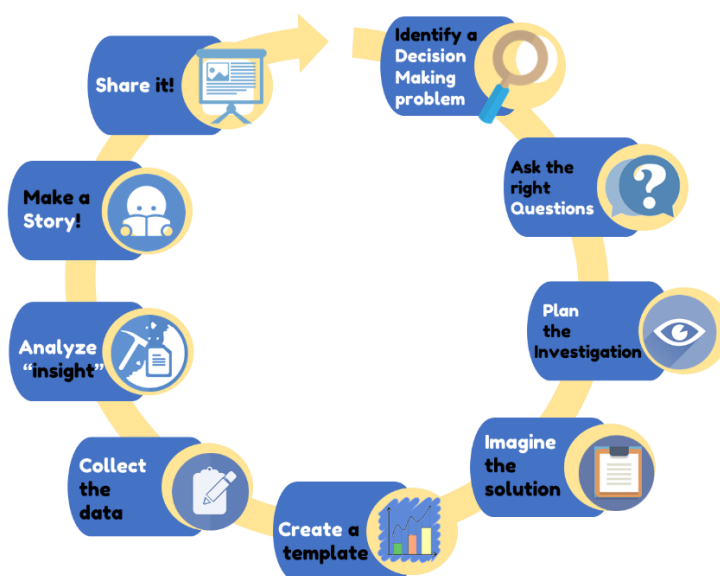 Identify a
Decision
Making
problem
Ask the
right
Questions
?
Plan
the
Investigation
Imagine
the
solution
Create a
template
Collect
the
data
Analyze
“insight”
Make a
Story!
Share it!